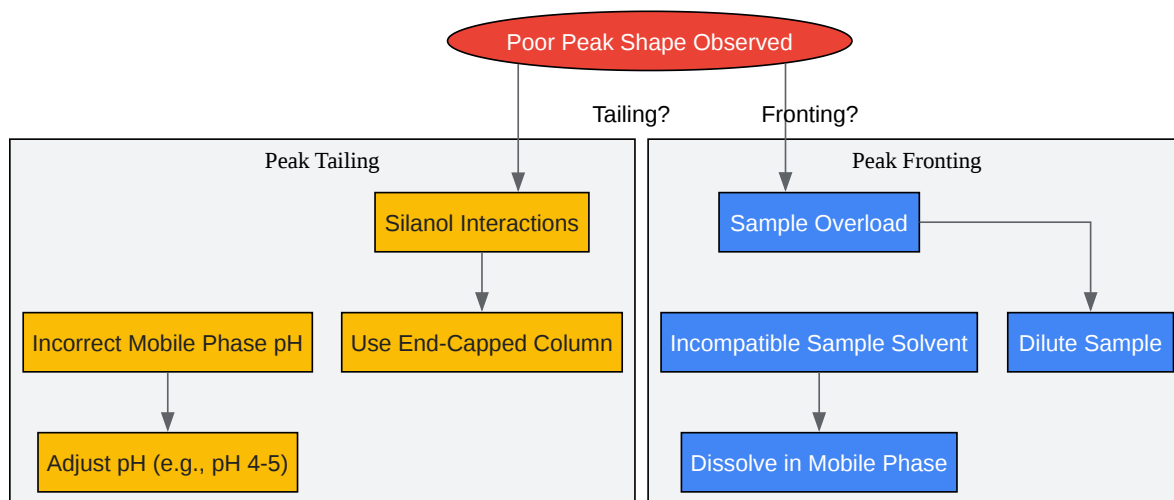 Poor Peak Shape Observed
Tailing?
Fronting?
Peak Tailing
Peak Fronting
Silanol Interactions
Sample Overload
Incorrect Mobile Phase pH
Use End-Capped Column
Incompatible Sample Solvent
Dilute Sample
Adjust pH (e.g., pH 4-5)
Dissolve in Mobile Phase